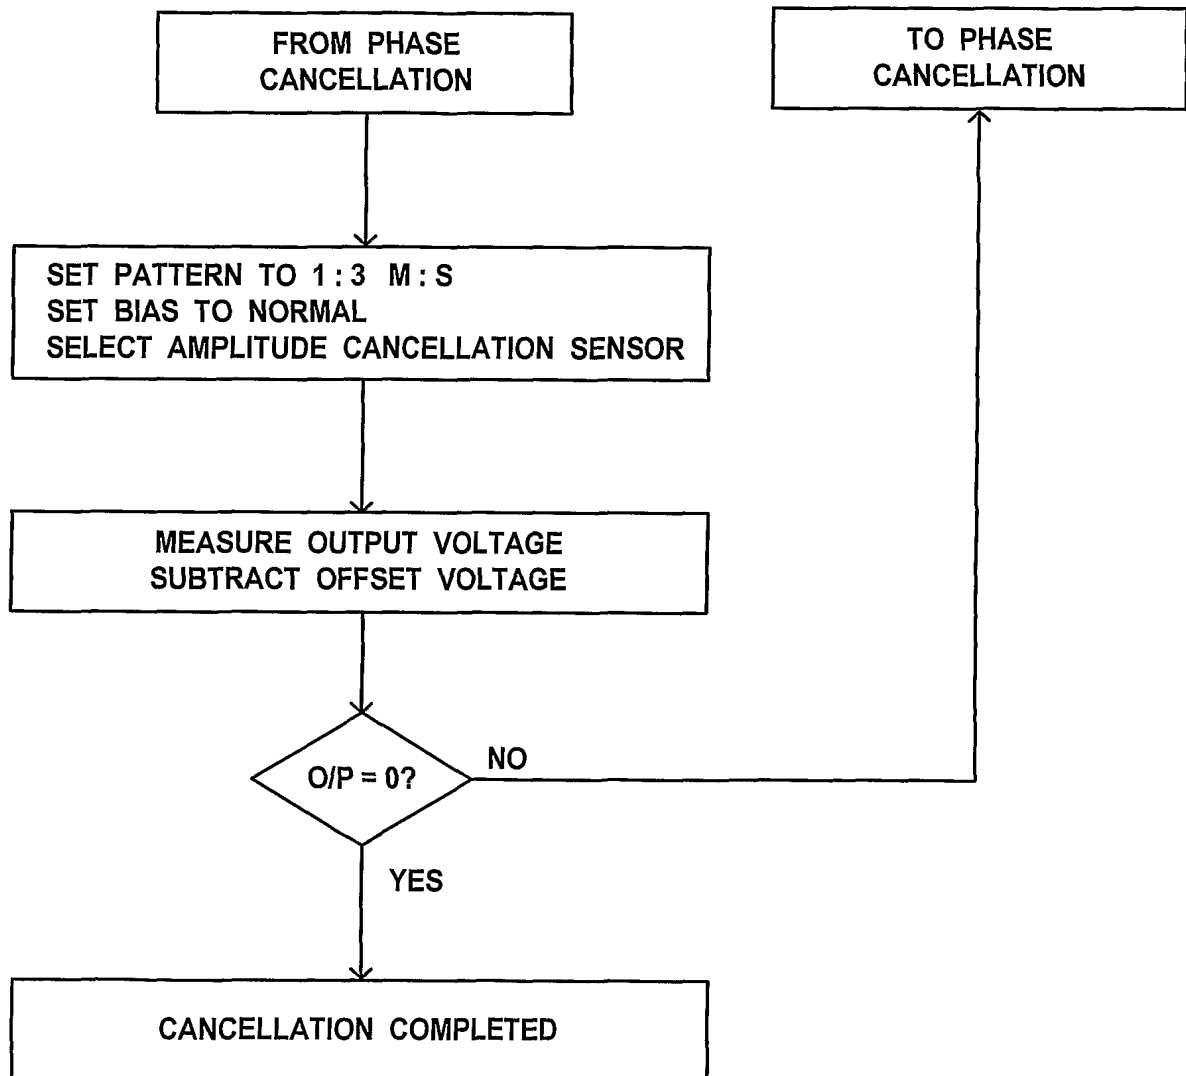 FROM PHASE
CANCELLATION
TO PHASE
CANCELLATION
SET PATTERN TO 1 : 3 M : S
SET BIAS TO NORMAL
SELECT AMPLITUDE CANCELLATION SENSOR
MEASURE OUTPUT VOLTAGE
SUBTRACT OFFSET VOLTAGE
O/P = 0?
NO
YES
CANCELLATION COMPLETED